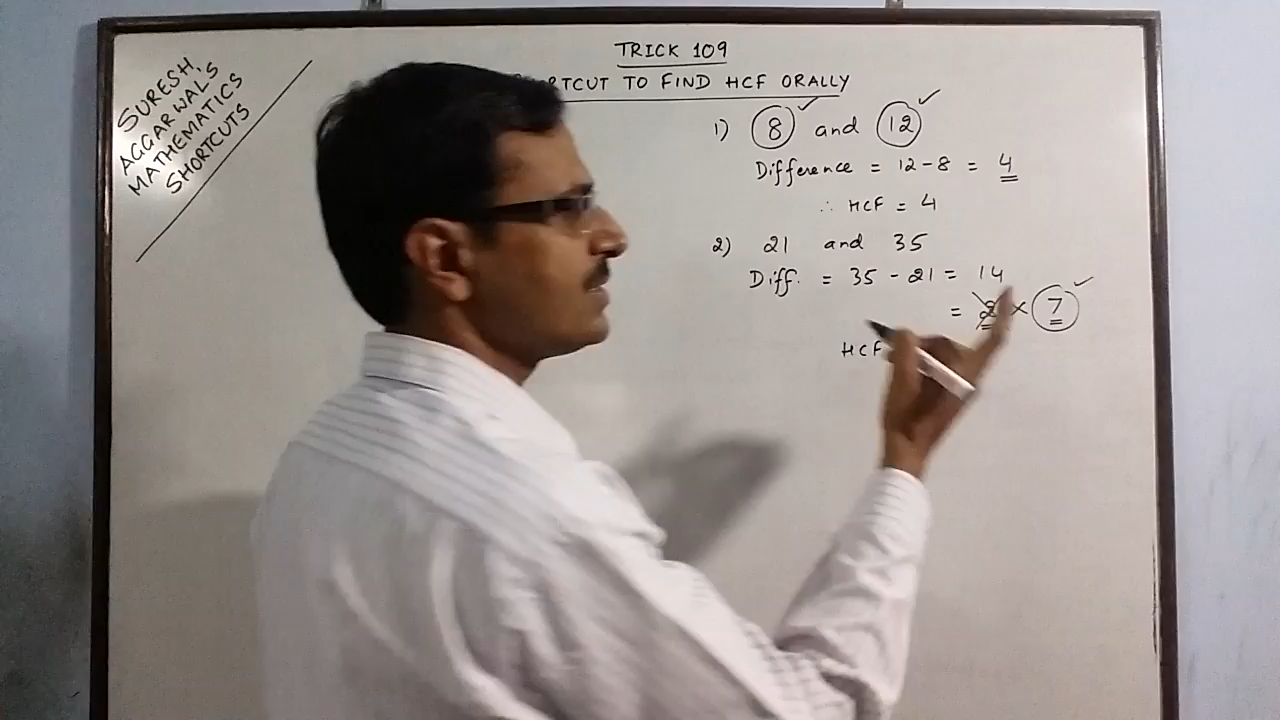 SURESH
AGGARWAL'S
MATHEMATICS
SHORTCUTS
TRICK 109
TO FIND HCF ORALLY
1) 8 and 12
Difference = 12-8 = 4
∴ HCF = 4
2) 21 and 35
Diff. = 35 - 21 = 14
= 2 × 7
HCF